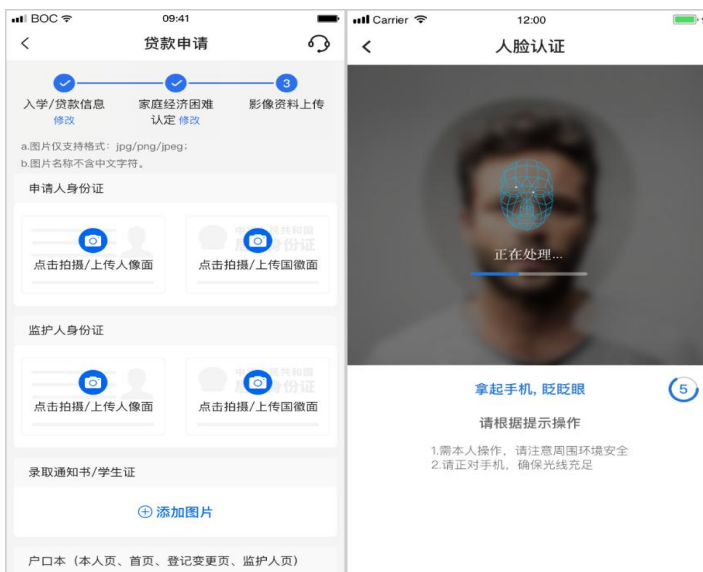 BOC
09:41
贷款申请
3
入学/贷款信息
修改
家庭经济困难
认定 修改
影像资料上传
a.图片仅支持格式：jpg/png/jpeg；
b.图片名称不含中文字符。
申请人身份证
点击拍摄/上传人像面
点击拍摄/上传国徽面
监护人身份证
点击拍摄/上传人像面
点击拍摄/上传国徽面
录取通知书/学生证
添加图片
户口本（本人页、首页、登记变更页、监护人页）
Carrier
12:00
人脸认证
正在处理...
拿起手机, 眨眨眼
5
请根据提示操作
1.需本人操作，请注意周围环境安全
2.请正对手机，确保光线充足